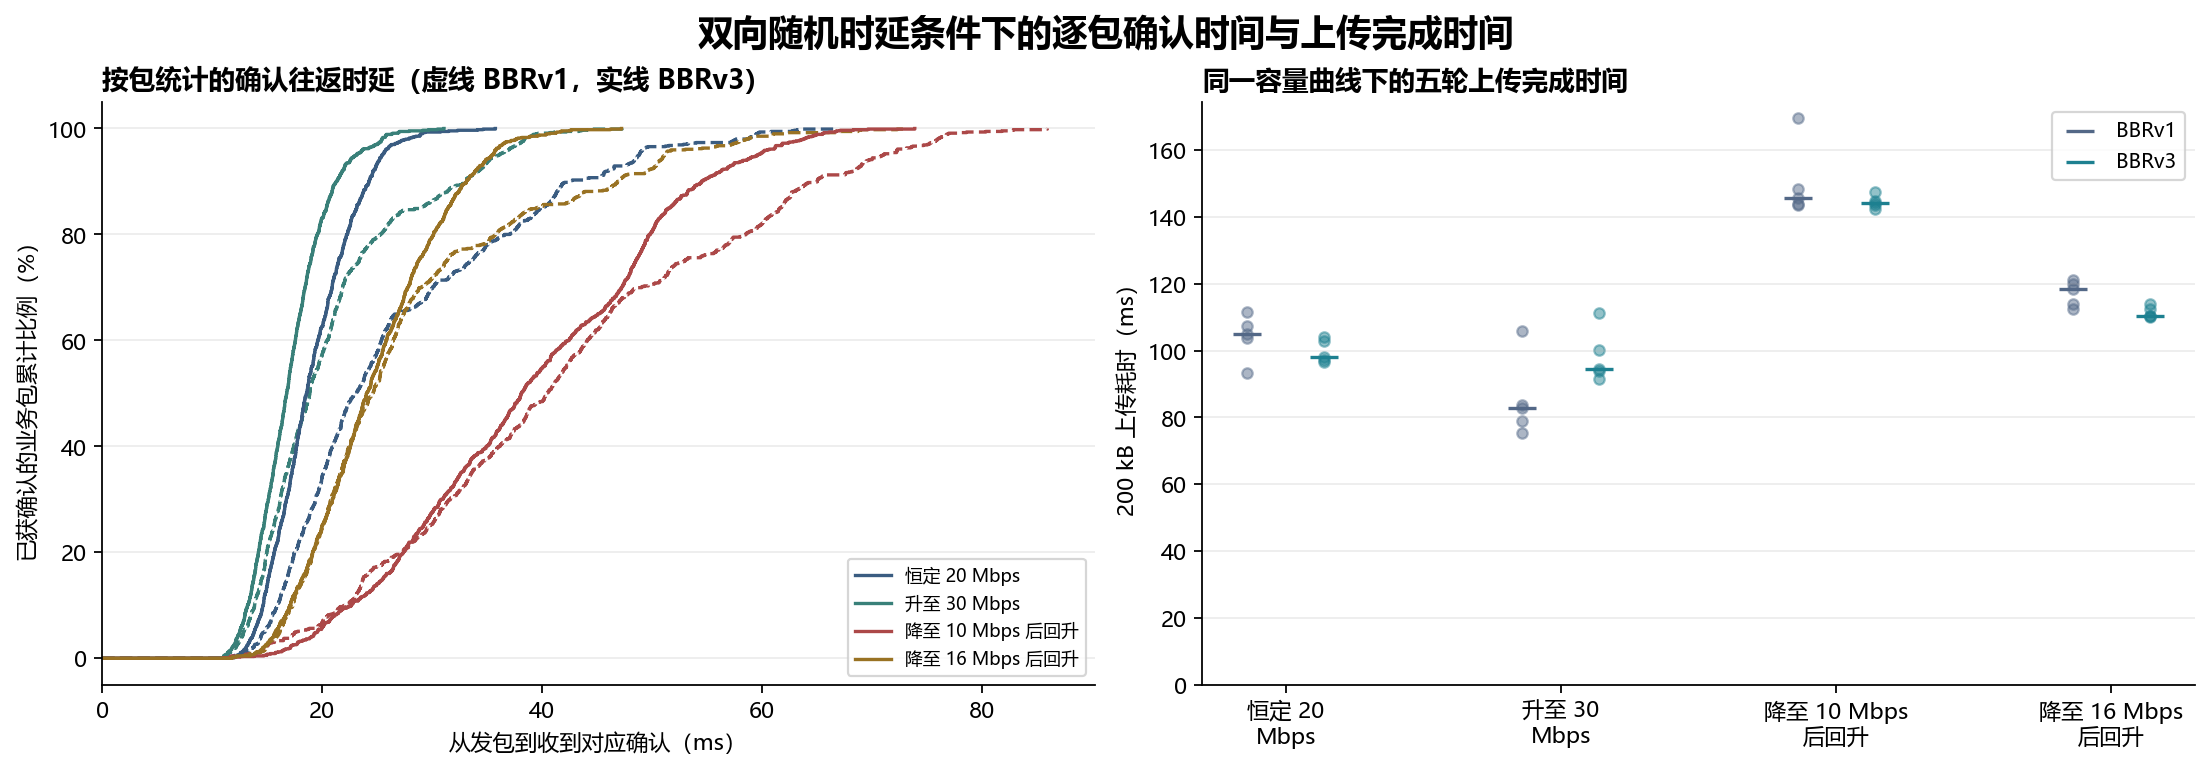 双向随机时延条件下的逐包确认时间与上传完成时间
按包统计的确认往返时延（虚线 BBRv1，实线 BBRv3）
已获确认的业务包累计比例（%）
100
80
60
40
20
0
0
20
40
60
80
从发包到收到对应确认（ms）
恒定 20 Mbps
升至 30 Mbps
降至 10 Mbps 后回升
降至 16 Mbps 后回升
同一容量曲线下的五轮上传完成时间
200 kB 上传耗时（ms）
160
140
120
100
80
60
40
20
0
BBRv1
BBRv3
恒定 20
Mbps
升至 30
Mbps
降至 10 Mbps
后回升
降至 16 Mbps
后回升